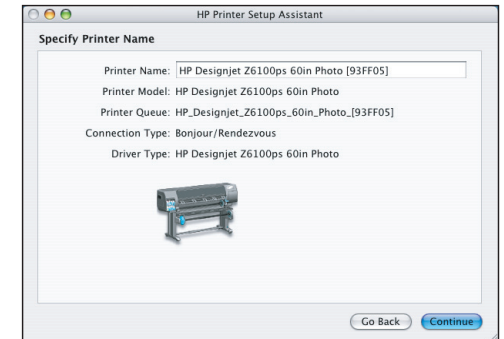 HP Printer Setup Assistant
Specify Printer Name
Printer Name: HP Designjet Z6100ps 60in Photo [93FF05]
Printer Model: HP Designjet Z6100ps 60in Photo
Printer Queue: HP_Designjet_Z6100ps_60in_Photo_[93FF05]
Connection Type: Bonjour/Rendezvous
Driver Type: HP Designjet Z6100ps 60in Photo
Go Back Continue